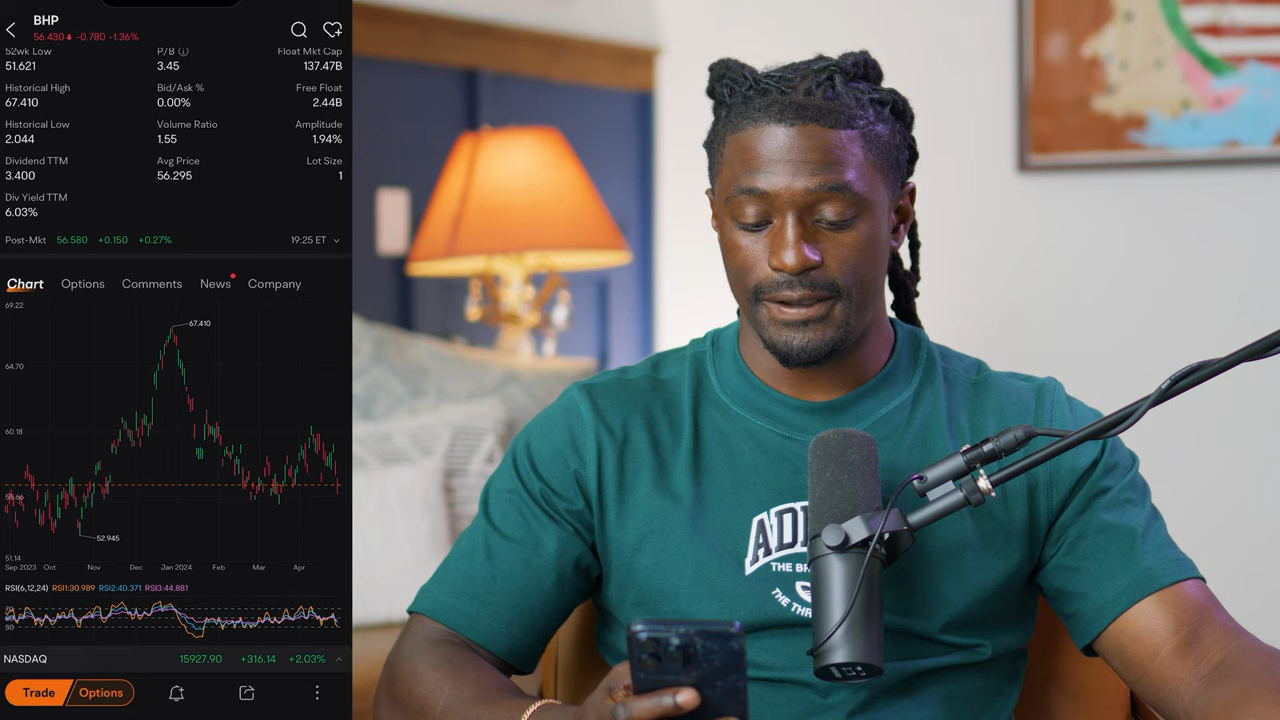 BHP
56.430 -0.780 -1.36%
52wk Low P/B Float Mkt Cap
51.621 3.45 137.47B
Historical High Bid/Ask % Free Float
67.410 0.00% 2.44B
Historical Low Volume Ratio Amplitude
2.044 1.55 1.94%
Dividend TTM Avg Price Lot Size
3.400 56.295 1
Div Yield TTM
6.03%
Post-Mkt 56.580 +0.150 +0.27% 19:25 ET
Chart Options Comments News Company
69.22
67.410
64.70
60.18
52.945
51.14
Sep 2023 Oct Nov Dec Jan 2024 Feb Mar Apr
RSI(6,12,24) RSI1:30.989 RSI2:40.371 RSI3:44.881
NASDAQ 15927.90 +316.14 +2.03%
Trade Options
THE